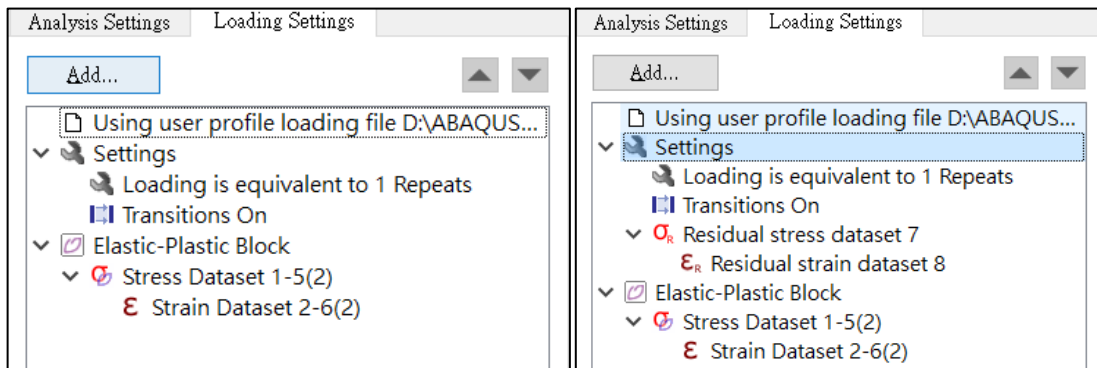 Analysis Settings
Loading Settings
Add...
Using user profile loading file D:\ABAQUS...
Settings
Loading is equivalent to 1 Repeats
Transitions On
Elastic-Plastic Block
Stress Dataset 1-5(2)
ε Strain Dataset 2-6(2)
Analysis Settings
Loading Settings
Add...
Using user profile loading file D:\ABAQUS...
Settings
Loading is equivalent to 1 Repeats
Transitions On
σR Residual stress dataset 7
εR Residual strain dataset 8
Elastic-Plastic Block
Stress Dataset 1-5(2)
ε Strain Dataset 2-6(2)